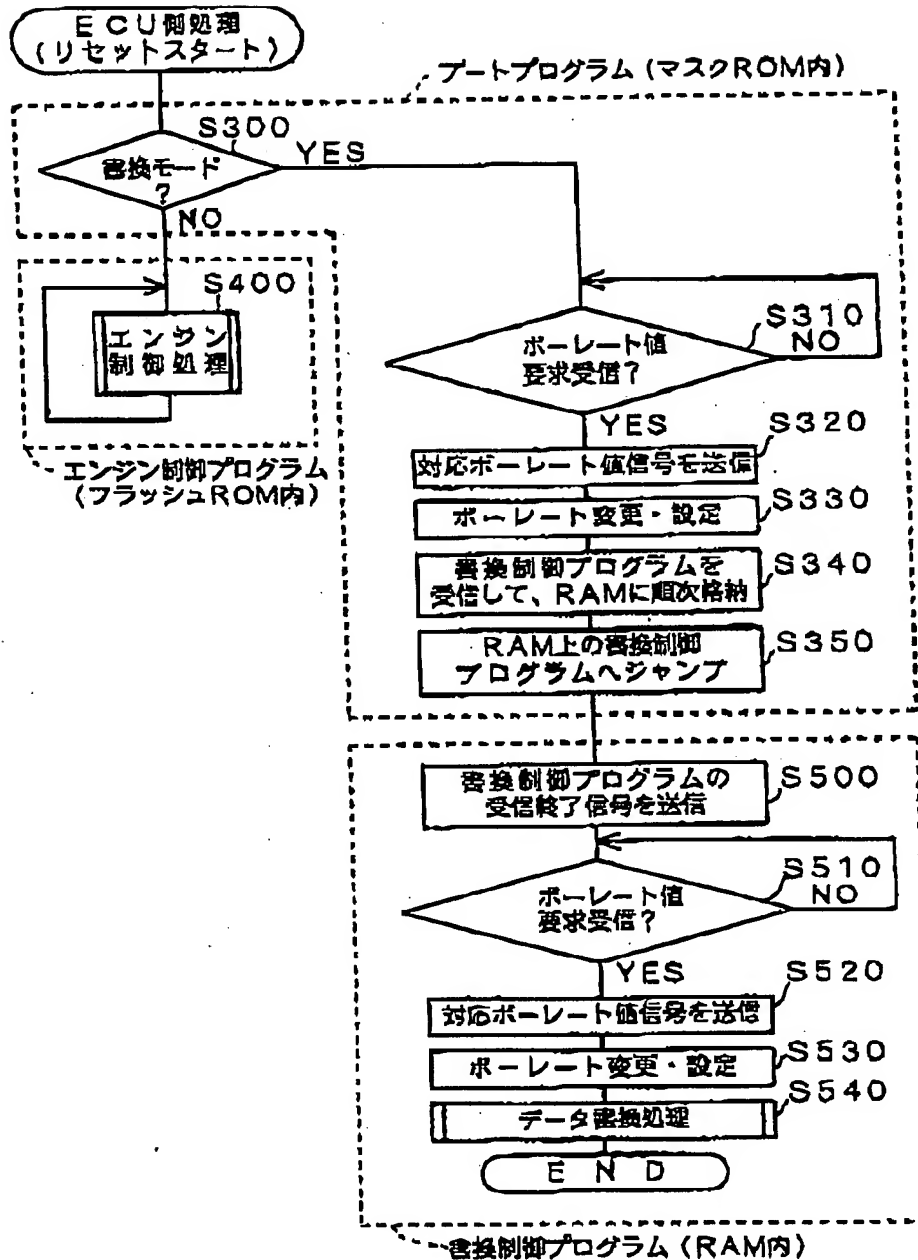 ECU側処理
(リセットスタート)
ブートプログラム(マスクROM内)
S300
書換モード
?
YES
NO
S400
エンジン
制御処理
エンジン制御プログラム
(フラッシュROM内)
S310
NO
ボーレート値
要求受信?
YES
S320
対応ボーレート値信号を送信
S330
ボーレート変更・設定
S340
書換制御プログラムを
受信して、RAMに順次格納
S350
RAM上の書換制御
プログラムへジャンプ
S500
書換制御プログラムの
受信終了信号を送信
S510
NO
ボーレート値
要求受信?
YES
S520
対応ボーレート値信号を送信
S530
ボーレート変更・設定
S540
データ書換処理
END
書換制御プログラム(RAM内)